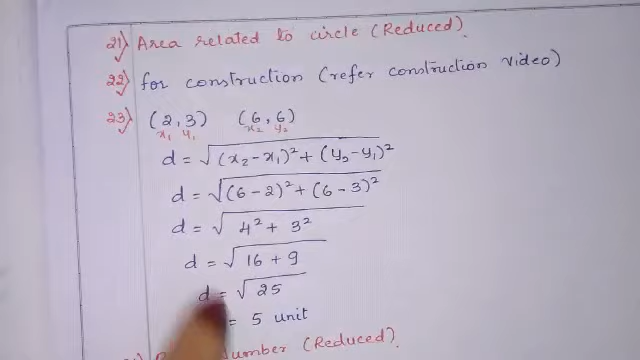 21) Area related to circle (Reduced).
22) for construction (refer construction video)
23) (2,3) (6,6)
x₁ y₁ x₂ y₂
d = √(x₂-x₁)² + (y₂-y₁)²
d = √(6-2)² + (6-3)²
d = √4² + 3²
d = √16 + 9
d = √25
= 5 unit
number (Reduced).